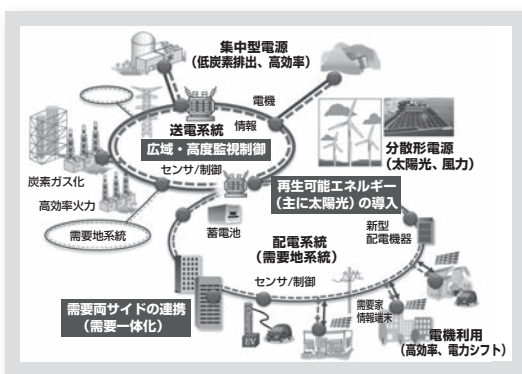 集中型電源
（低炭素排出、高効率）
電機
送電系統
情報
広域・高度監視制御
センサ/制御
分散形電源
（太陽光、風力）
炭素ガス化
高効率火力
再生可能エネルギー
（主に太陽光）の導入
需要地系統
蓄電池
配電系統
（需要地系統）
新型
配電機器
センサ/制御
需要両サイドの連携
（需要一体化）
需要家
情報端末
EV
電機利用
（高効率、電力シフト）